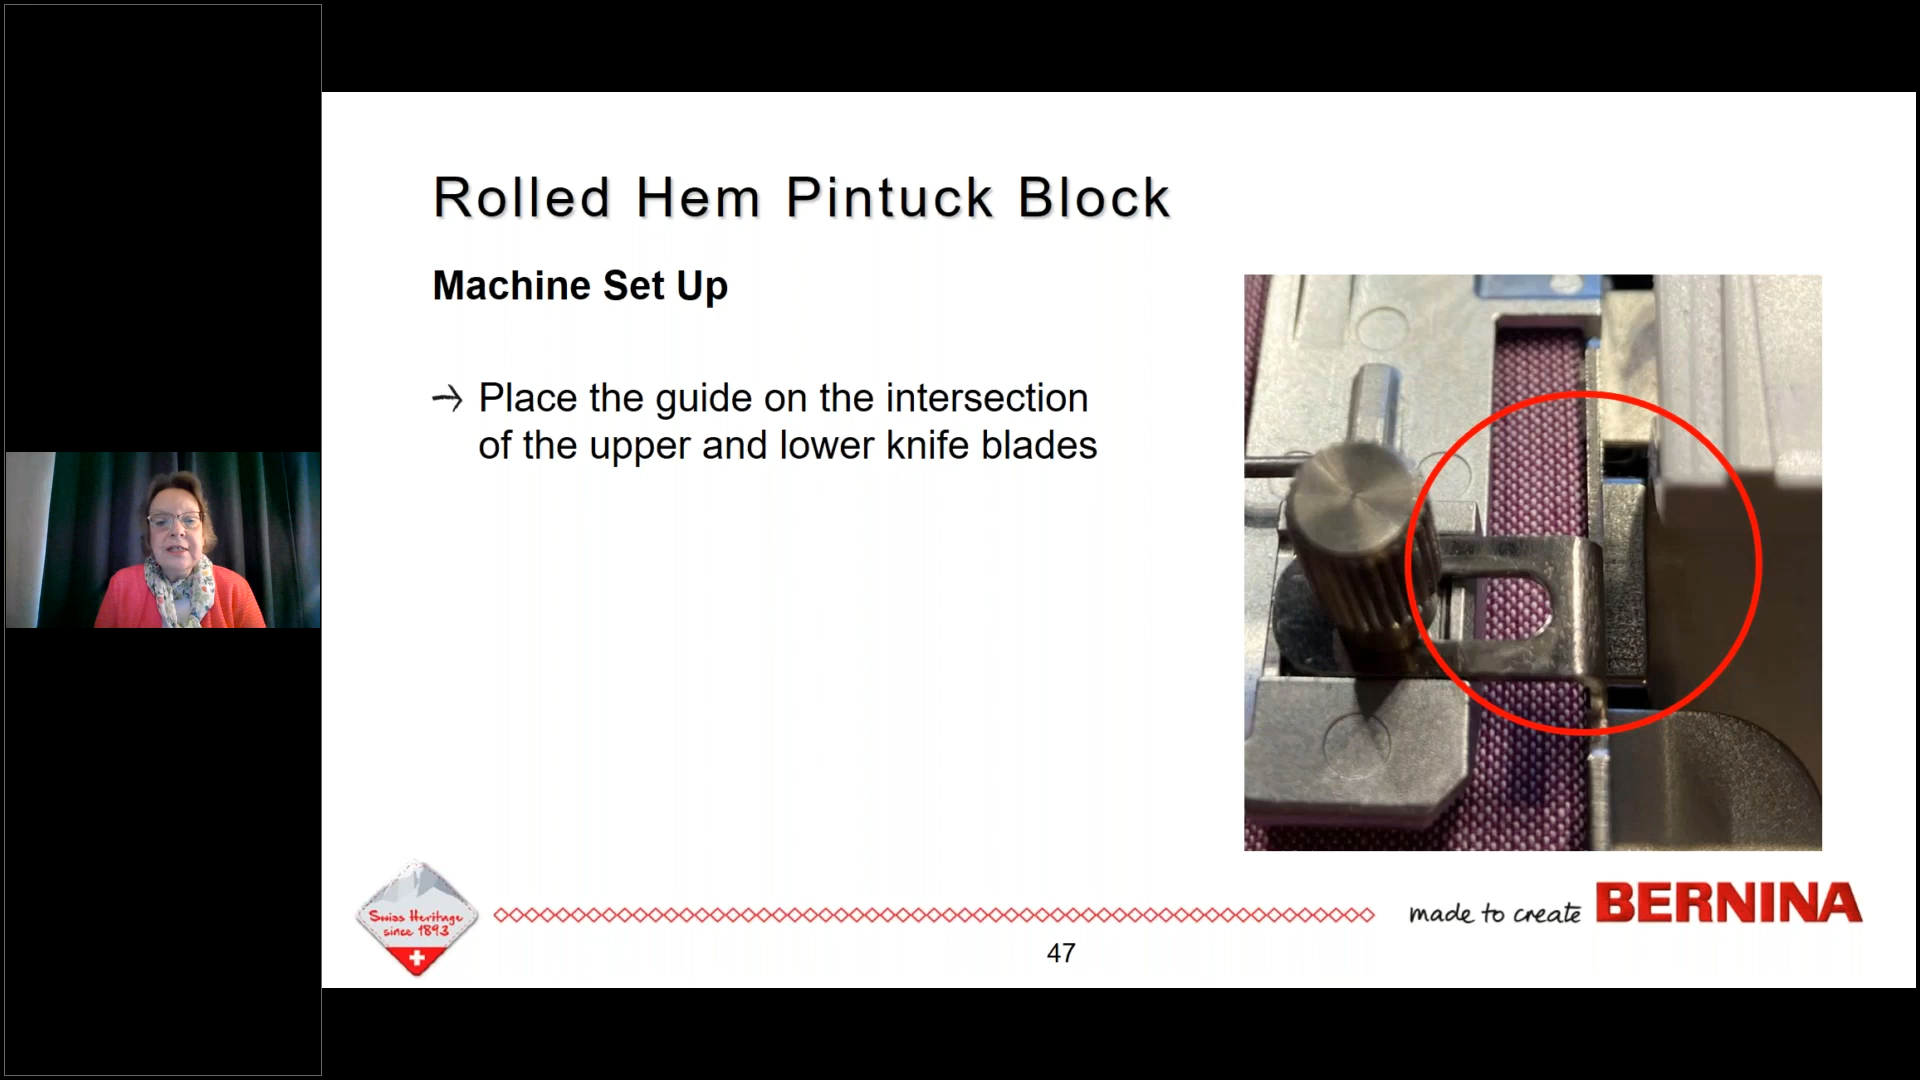 Rolled Hem Pintuck Block
Machine Set Up
→ Place the guide on the intersection
of the upper and lower knife blades
Swiss Heritage
since 1893
made to create BERNINA
47